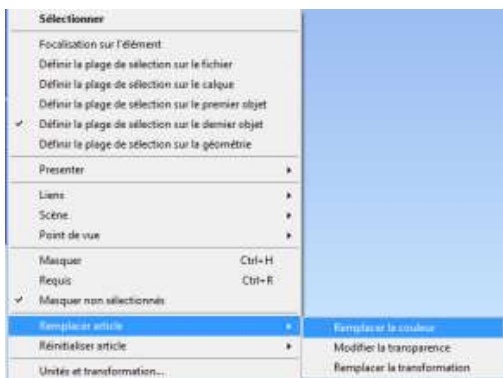 Sélectionner
Focalisation sur l'élément
Définir la plage de sélection sur le fichier
Définir la plage de sélection sur le calque
Définir la plage de sélection sur le premier objet
Définir la plage de sélection sur le dernier objet
Définir la plage de sélection sur la géométrie
Presenter
Liens
Scène
Point de vue
Masquer Ctrl+H
Requis Ctrl+R
Masquer non sélectionnés
Remplacer article
Remplacer la couleur
Réinitialiser article
Modifier la transparence
Unités et transformation...
Remplacer la transformation